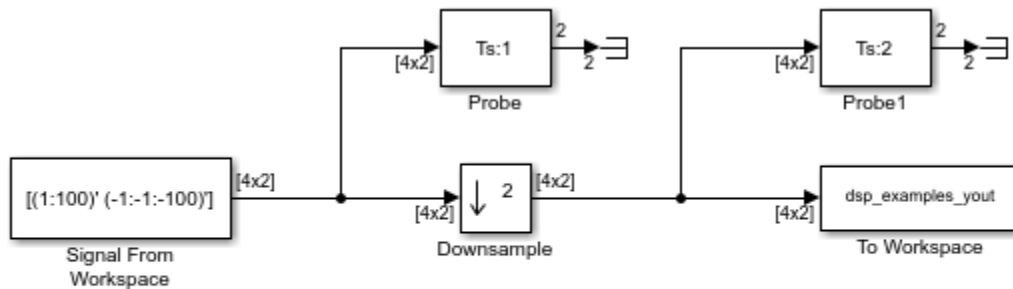 Ts:1
2
[4x2]
2
Probe
Ts:2
2
[4x2]
2
Probe1
[(1:100)' (-1:-1:-100)']
[4x2]
Signal From
Workspace
[4x2]
2
[4x2]
Downsample
[4x2]
dsp_examples_yout
To Workspace